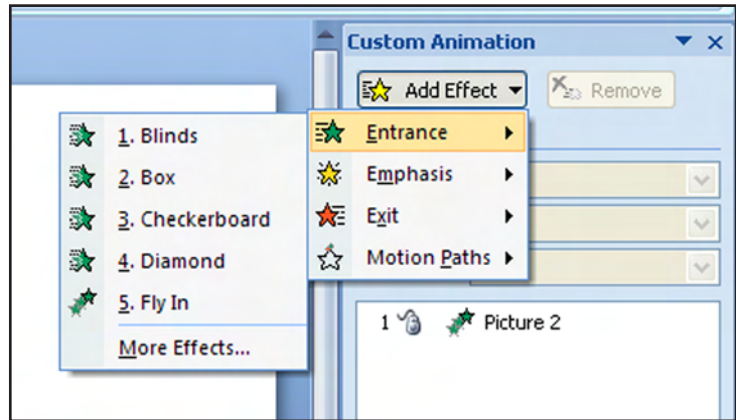 Custom Animation
Add Effect
Remove
Entrance
Emphasis
Exit
Motion Paths
1. Blinds
2. Box
3. Checkerboard
4. Diamond
5. Fly In
More Effects...
1 Picture 2